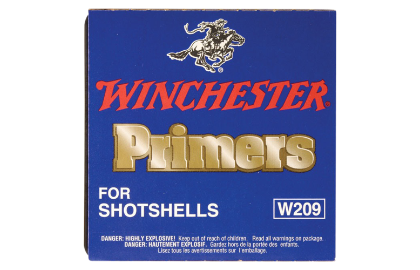 WINCHESTER®
Primers
FOR
SHOTSHELLS
W209
DANGER: HIGHLY EXPLOSIVE! Keep out of reach of children. Read all warnings on package.
DANGER: HAUTEMENT EXPLOSIF. Gardez hors de la portée des enfants.
Lisez tous les avertissements sur l'emballage.